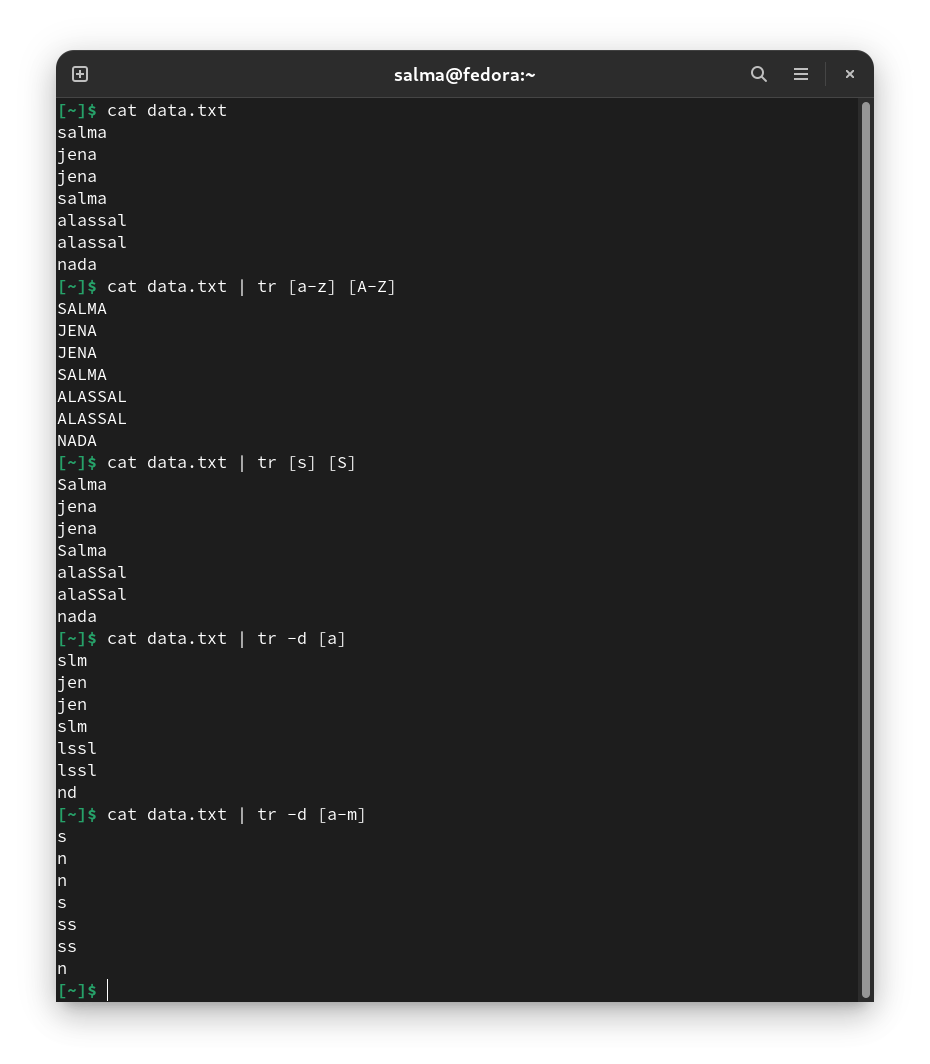 salma@fedora:~
[~]$ cat data.txt
salma
jena
jena
salma
alassal
alassal
nada
[~]$ cat data.txt | tr [a-z] [A-Z]
SALMA
JENA
JENA
SALMA
ALASSAL
ALASSAL
NADA
[~]$ cat data.txt | tr [s] [S]
Salma
jena
jena
Salma
alaSSal
alaSSal
nada
[~]$ cat data.txt | tr -d [a]
slm
jen
jen
slm
lssl
lssl
nd
[~]$ cat data.txt | tr -d [a-m]
s
n
n
s
ss
ss
n
[~]$